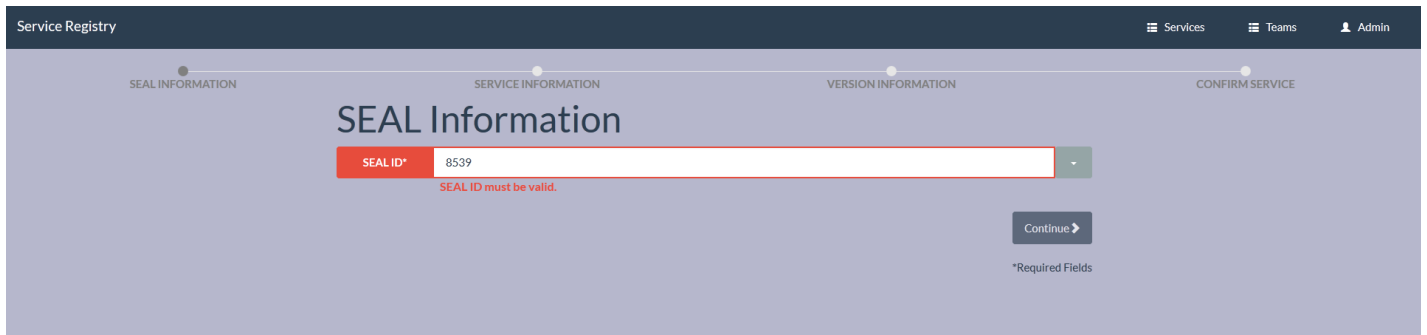 Service Registry
Services
Teams
Admin
SEAL INFORMATION
SERVICE INFORMATION
VERSION INFORMATION
CONFIRM SERVICE
SEAL Information
SEAL ID* 8539
SEAL ID must be valid.
Continue
*Required Fields